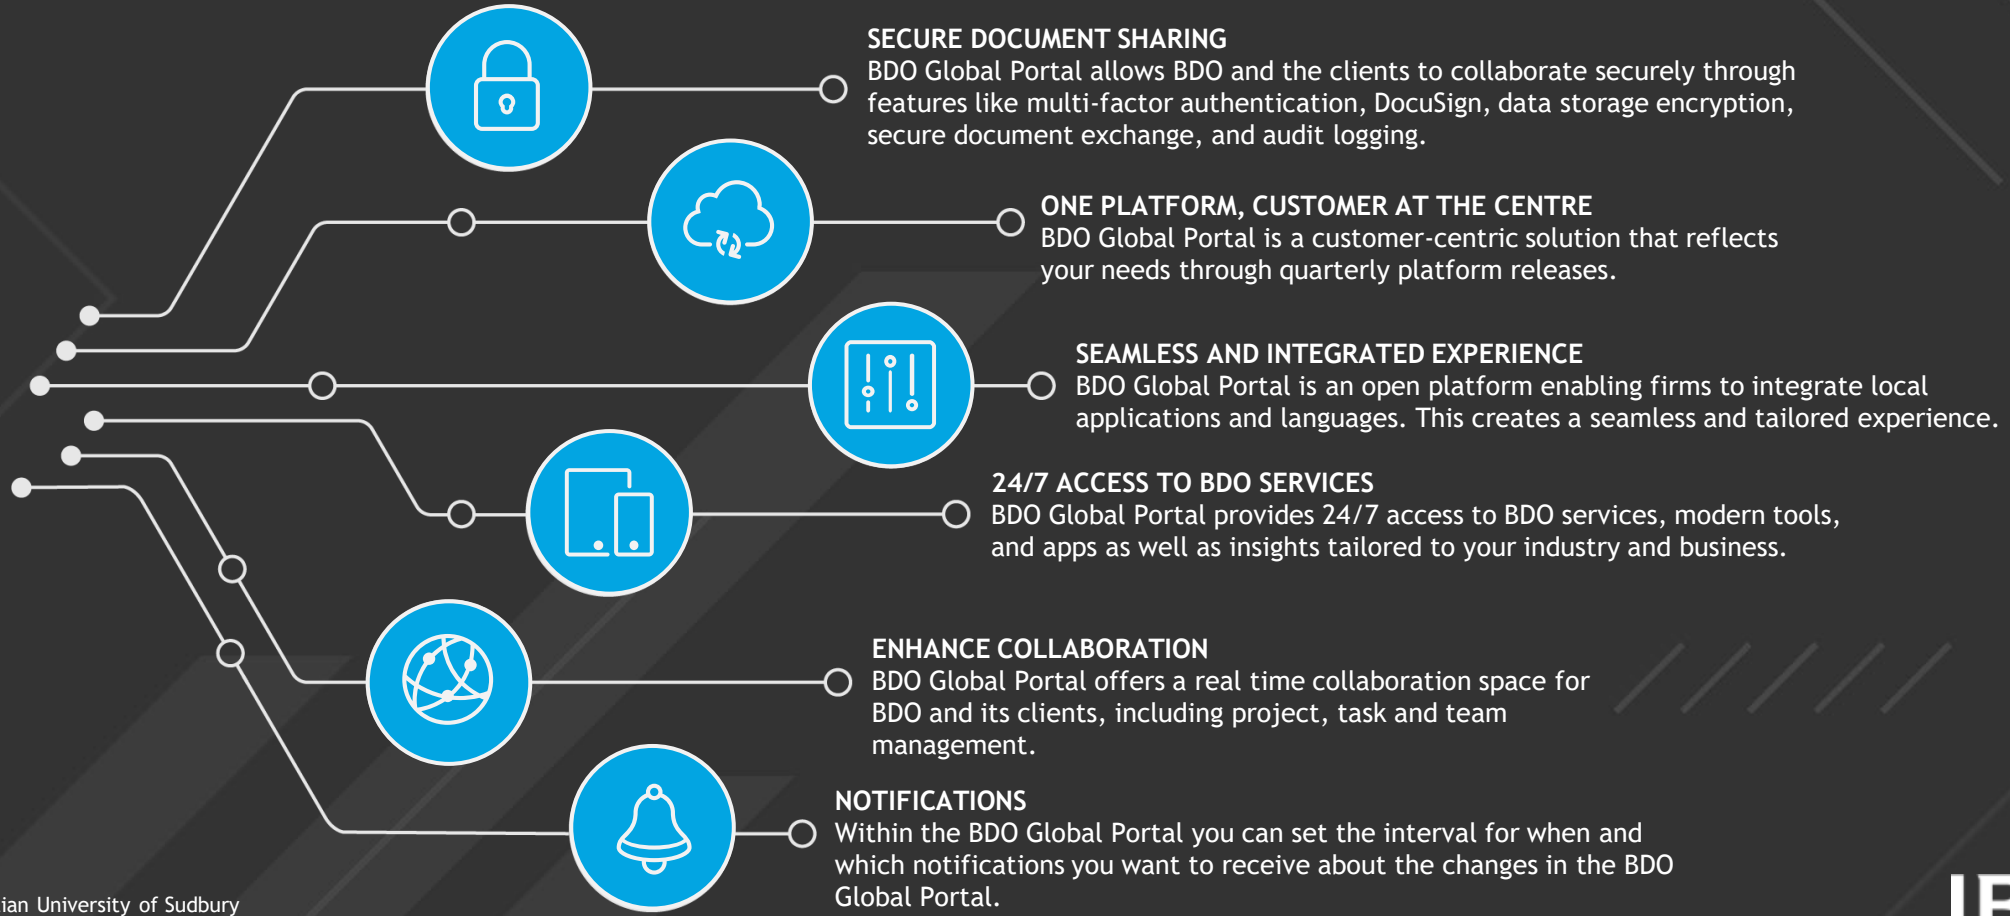 SECURE DOCUMENT SHARING
BDO Global Portal allows BDO and the clients to collaborate securely through
features like multi-factor authentication, DocuSign, data storage encryption,
secure document exchange, and audit logging.
ONE PLATFORM, CUSTOMER AT THE CENTRE
BDO Global Portal is a customer-centric solution that reflects
your needs through quarterly platform releases.
SEAMLESS AND INTEGRATED EXPERIENCE
BDO Global Portal is an open platform enabling firms to integrate local
applications and languages. This creates a seamless and tailored experience.
24/7 ACCESS TO BDO SERVICES
BDO Global Portal provides 24/7 access to BDO services, modern tools,
and apps as well as insights tailored to your industry and business.
ENHANCE COLLABORATION
BDO Global Portal offers a real time collaboration space for
BDO and its clients, including project, task and team
management.
NOTIFICATIONS
Within the BDO Global Portal you can set the interval for when and
which notifications you want to receive about the changes in the BDO
Global Portal.
ian University of Sudbury